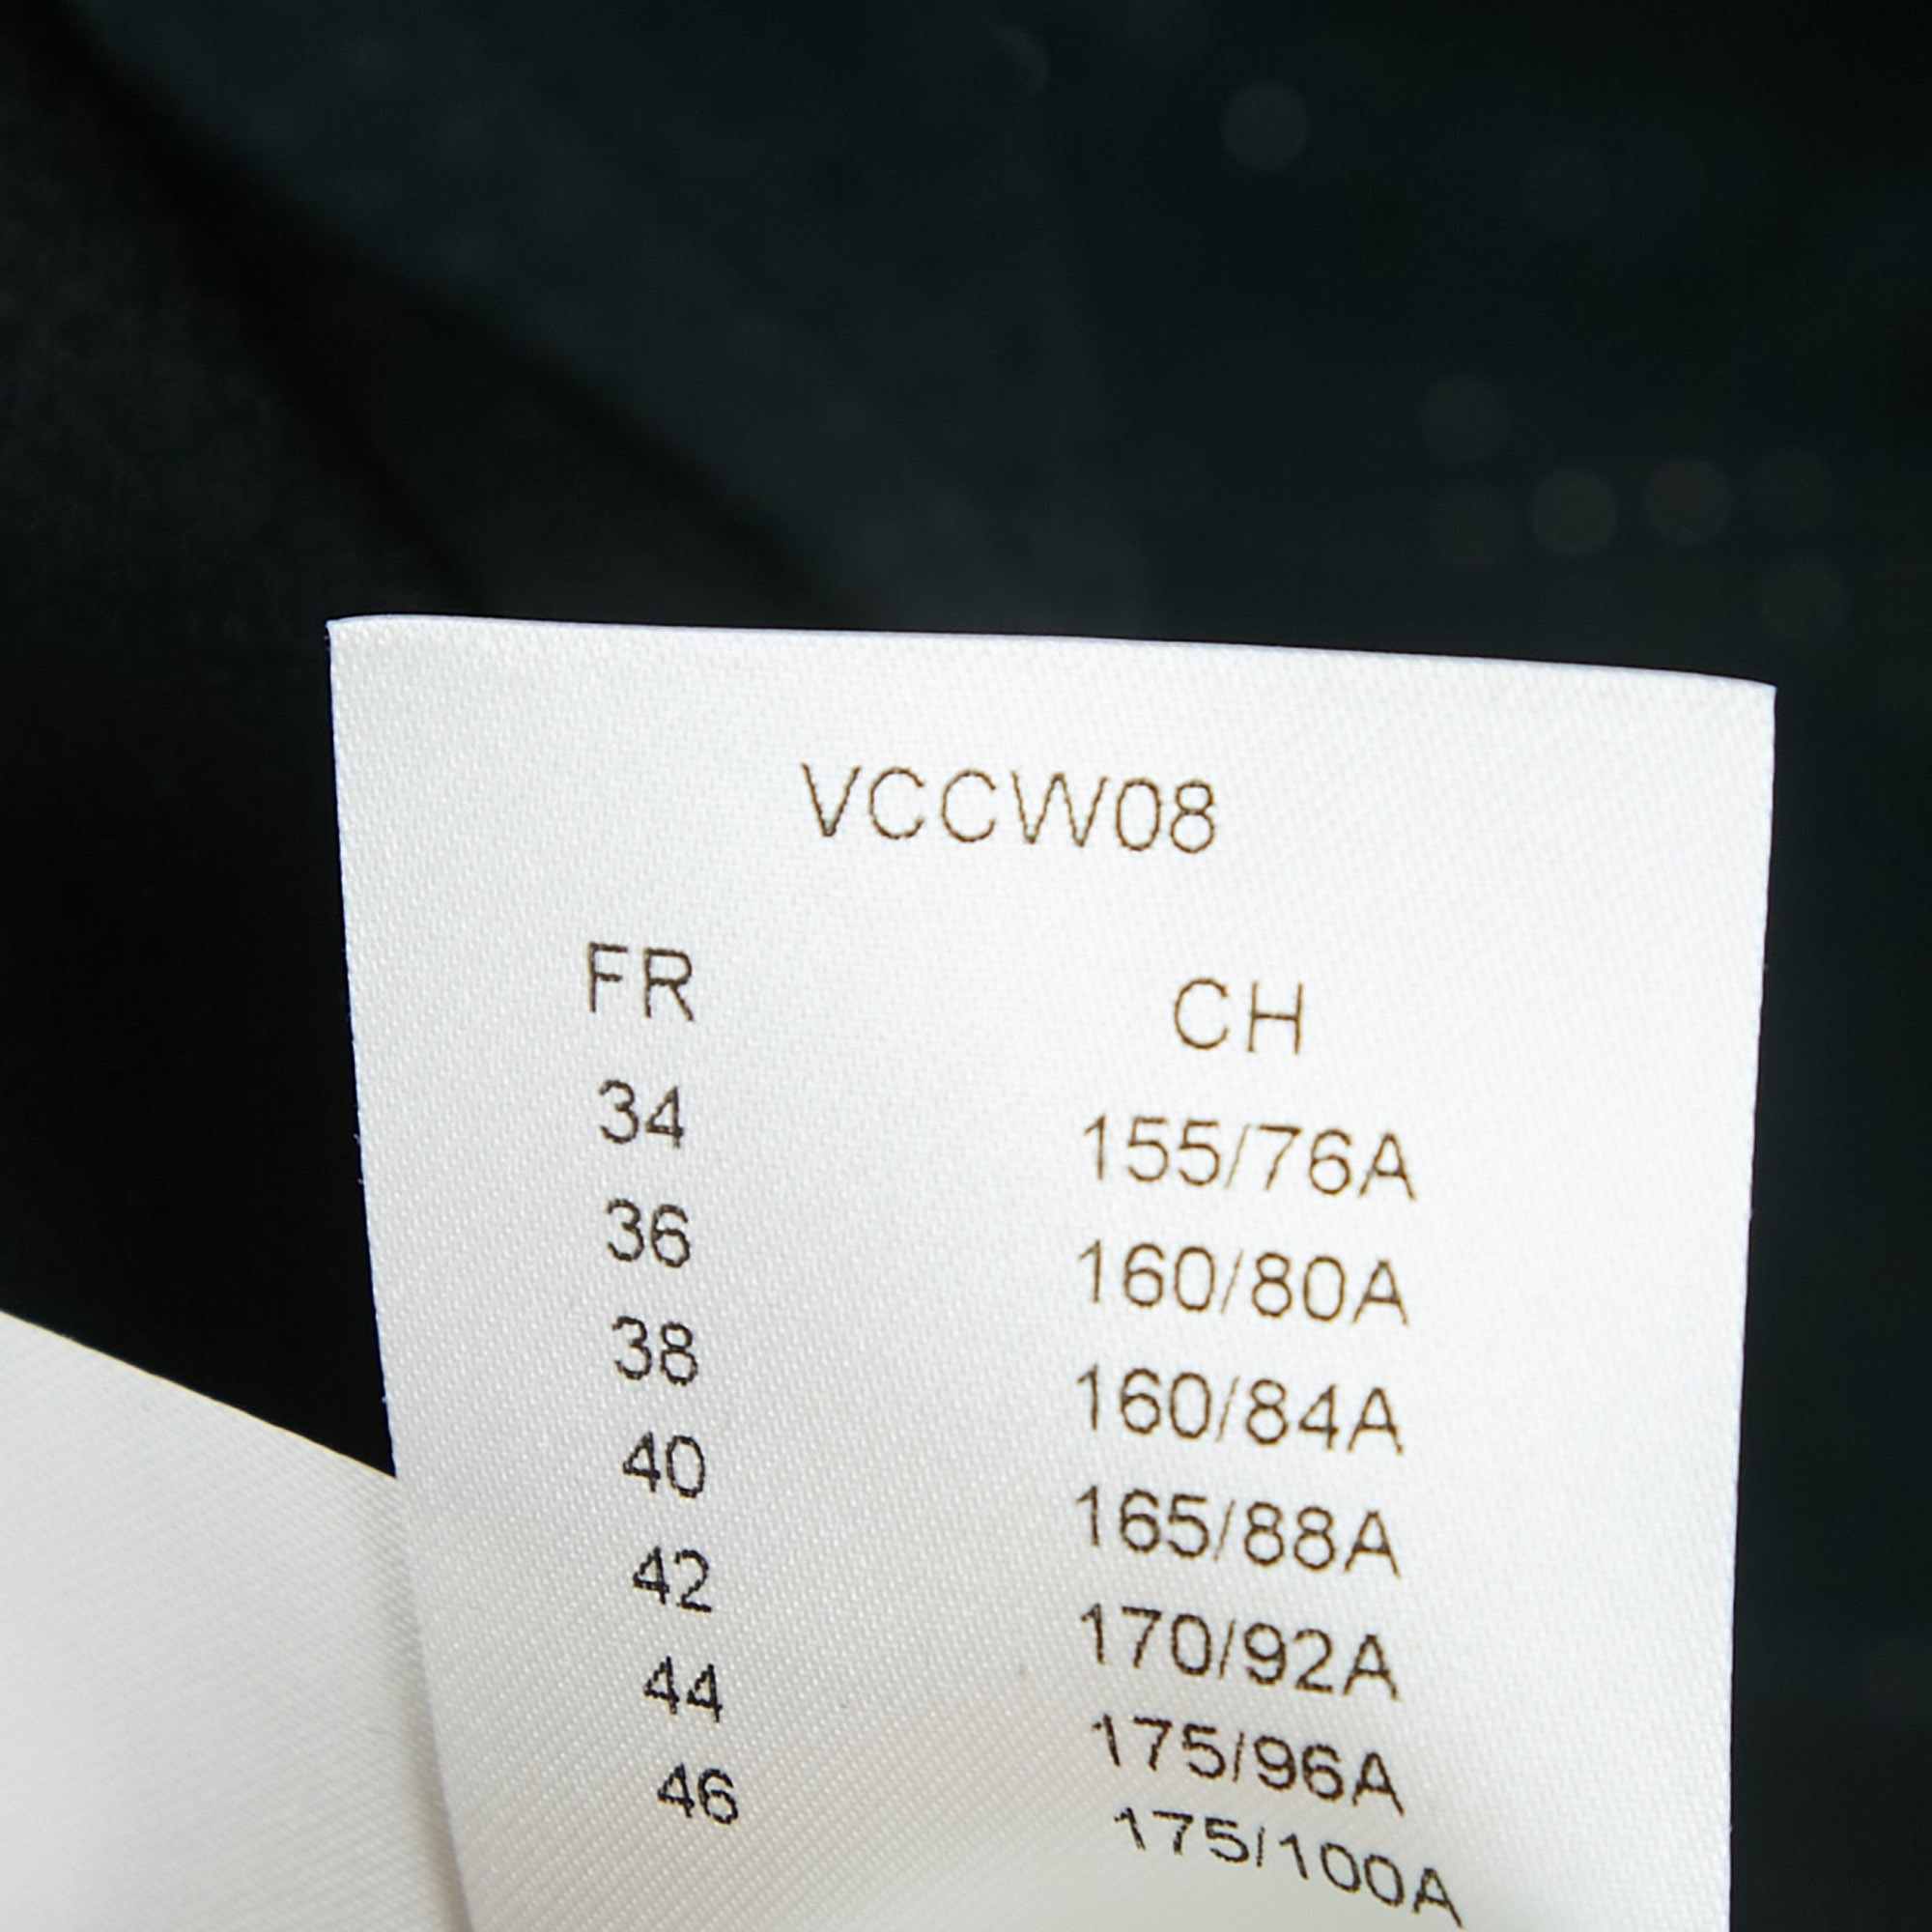 VCCW08
FR CH
34 155/76A
36 160/80A
38 160/84A
40 165/88A
42 170/92A
44 175/96A
46 175/100A